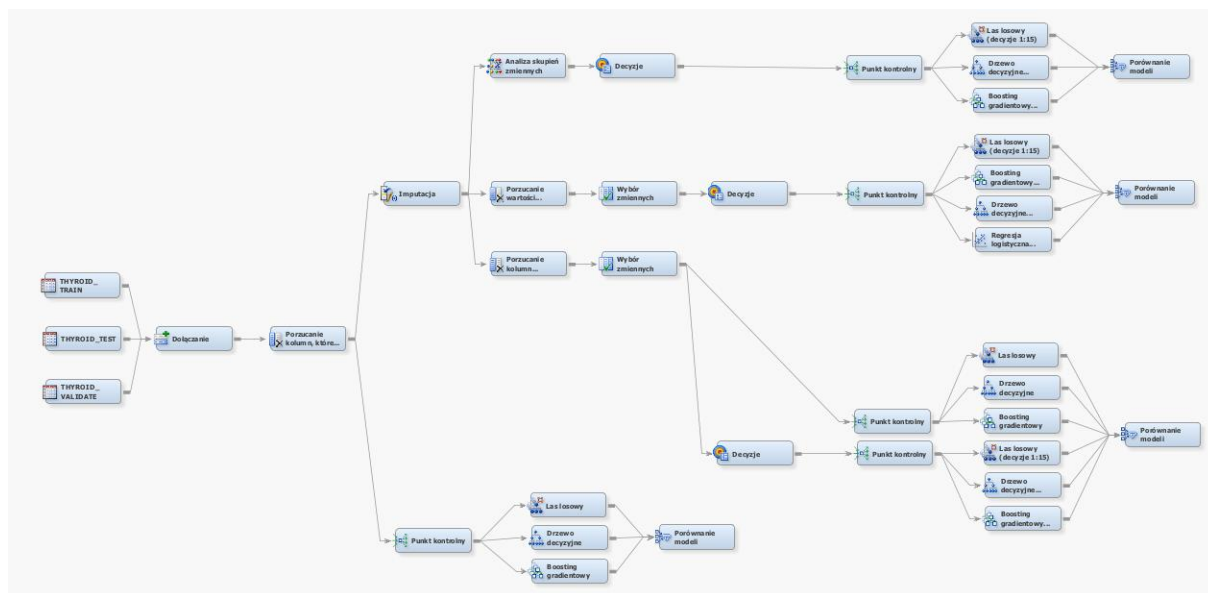 THYROID_
TRAIN
THYROID_TEST
THYROID_
VALIDATE
Dołączanie
Porzucanie
kolumn, które...
Imputacja
Analiza skupień
zmiennych
Decyzje
Punkt kontrolny
Las losowy
(decyzje 1:15)
Drzewo
decyzyjne...
Boosting
gradientowy...
Porównanie
modeli
Porzucanie
wartości...
Wybór
zmiennych
Decyzje
Punkt kontrolny
Las losowy
(decyzje 1:15)
Boosting
gradientowy...
Drzewo
decyzyjne...
Regresja
logistyczna...
Porównanie
modeli
Porzucanie
kolumn...
Wybór
zmiennych
Punkt kontrolny
Las losowy
Drzewo
decyzyjne
Boosting
gradientowy
Decyzje
Punkt kontrolny
Las losowy
(decyzje 1:15)
Drzewo
decyzyjne...
Boosting
gradientowy...
Porównanie
modeli
Punkt kontrolny
Las losowy
Drzewo
decyzyjne
Boosting
gradientowy
Porównanie
modeli